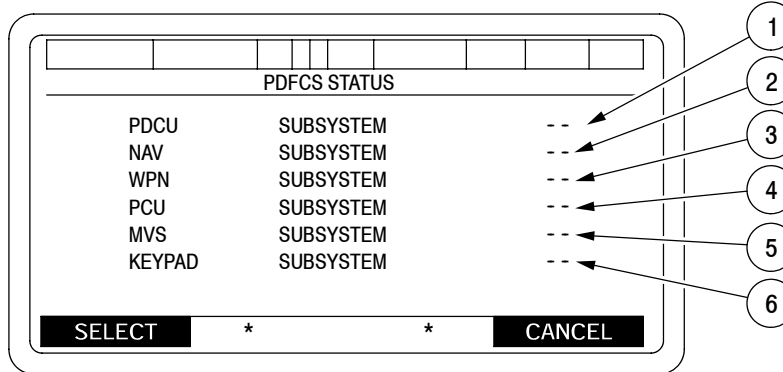 PDFCS STATUS
PDCU SUBSYSTEM - - 1
NAV SUBSYSTEM - - 2
WPN SUBSYSTEM - - 3
PCU SUBSYSTEM - - 4
MVS SUBSYSTEM - - 5
KEYPAD SUBSYSTEM - - 6
SELECT * * CANCEL